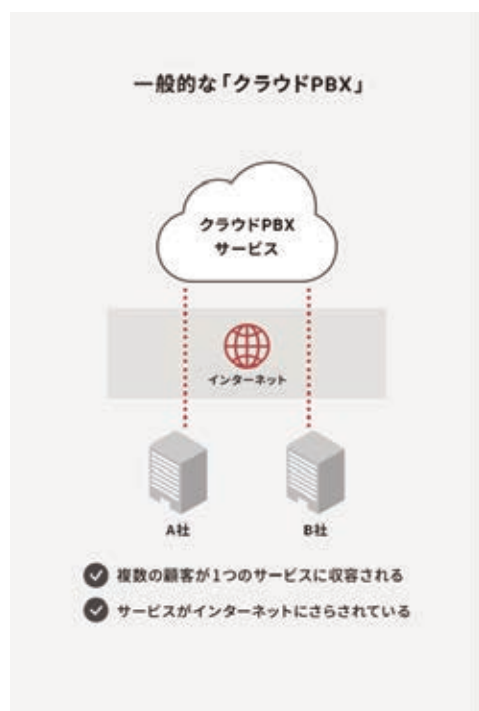 一般的な「クラウドPBX」
クラウドPBX
サービス
インターネット
A社
B社
複数の顧客が1つのサービスに収容される
サービスがインターネットにさらされている